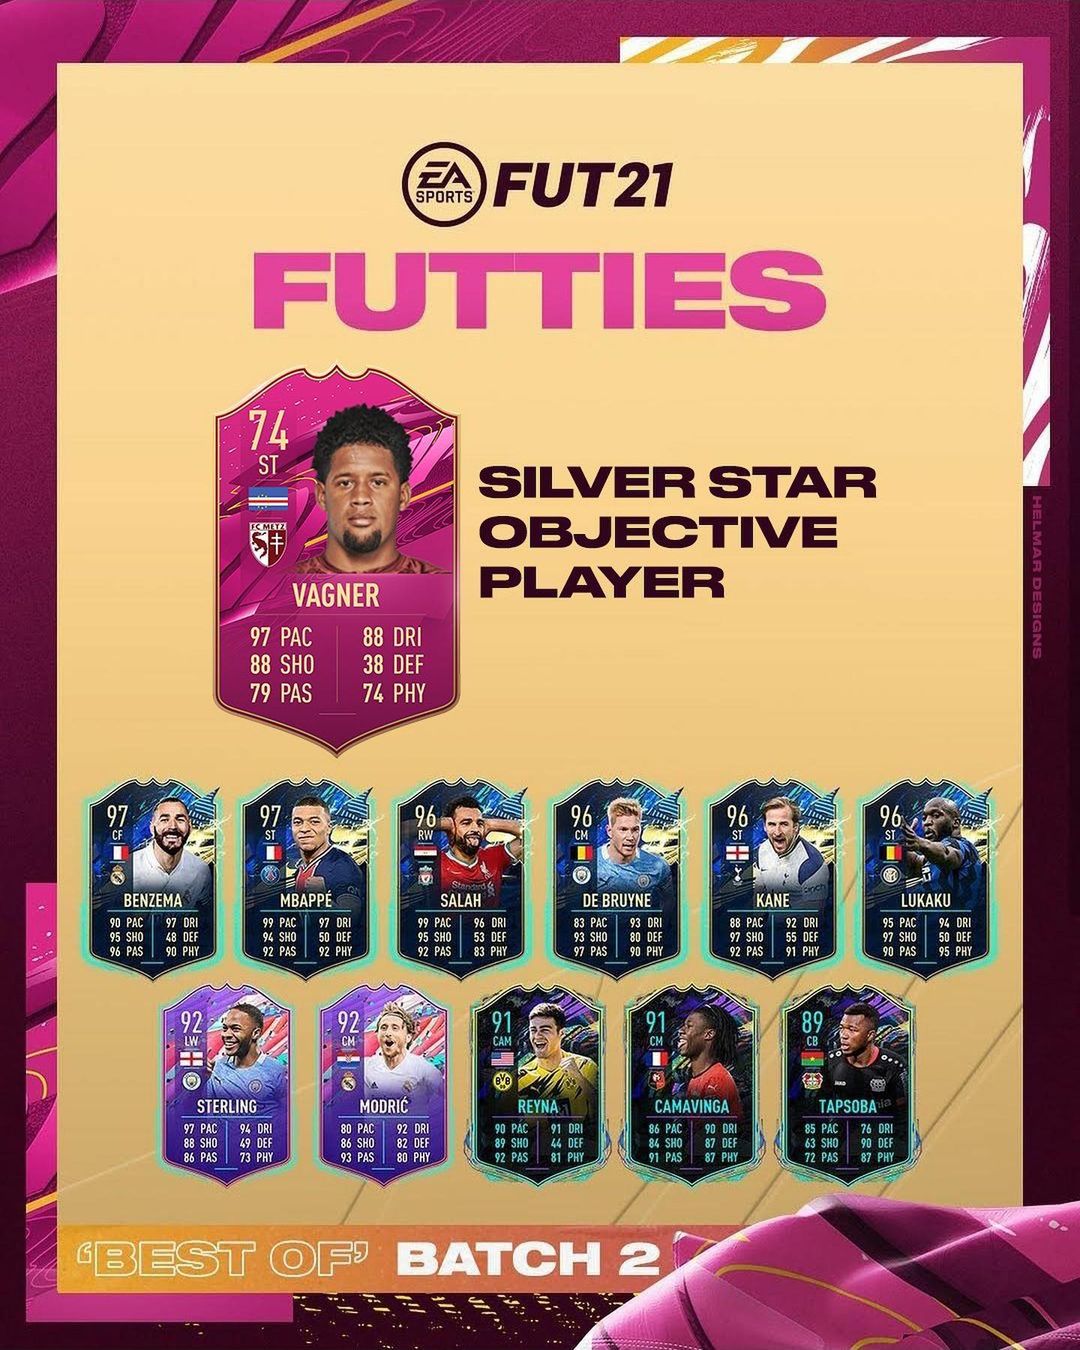 EA
SPORTS
FUT21
FUTTIES
74
ST
FC METZ
VAGNER
97 PAC 88 DRI
88 SHO 38 DEF
79 PAS 74 PHY
SILVER STAR
OBJECTIVE
PLAYER
HELMAR DESIGNS
97
CF
BENZEMA
90 PAC 97 DRI
95 SHO 48 DEF
96 PAS 90 PHY
97
ST
MBAPPÉ
99 PAC 97 DRI
94 SHO 50 DEF
92 PAS 92 PHY
96
RW
Standard
SALAH
99 PAC 96 DRI
95 SHO 53 DEF
92 PAS 83 PHY
96
CM
DE BRUYNE
83 PAC 93 DRI
93 SHO 80 DEF
97 PAS 90 PHY
96
ST
KANE
88 PAC 92 DRI
97 SHO 55 DEF
92 PAS 91 PHY
96
ST
LUKAKU
95 PAC 94 DRI
97 SHO 50 DEF
90 PAS 95 PHY
92
LW
STERLING
97 PAC 94 DRI
88 SHO 49 DEF
86 PAS 73 PHY
92
CM
MODRIĆ
80 PAC 92 DRI
86 SHO 82 DEF
93 PAS 80 PHY
91
CAM
REYNA
90 PAC 91 DRI
89 SHO 44 DEF
92 PAS 81 PHY
91
CM
CAMAVINGA
86 PAC 90 DRI
84 SHO 87 DEF
91 PAS 87 PHY
89
CB
TAPSOBA
85 PAC 76 DRI
63 SHO 90 DEF
72 PAS 87 PHY
‘BEST OF’ BATCH 2